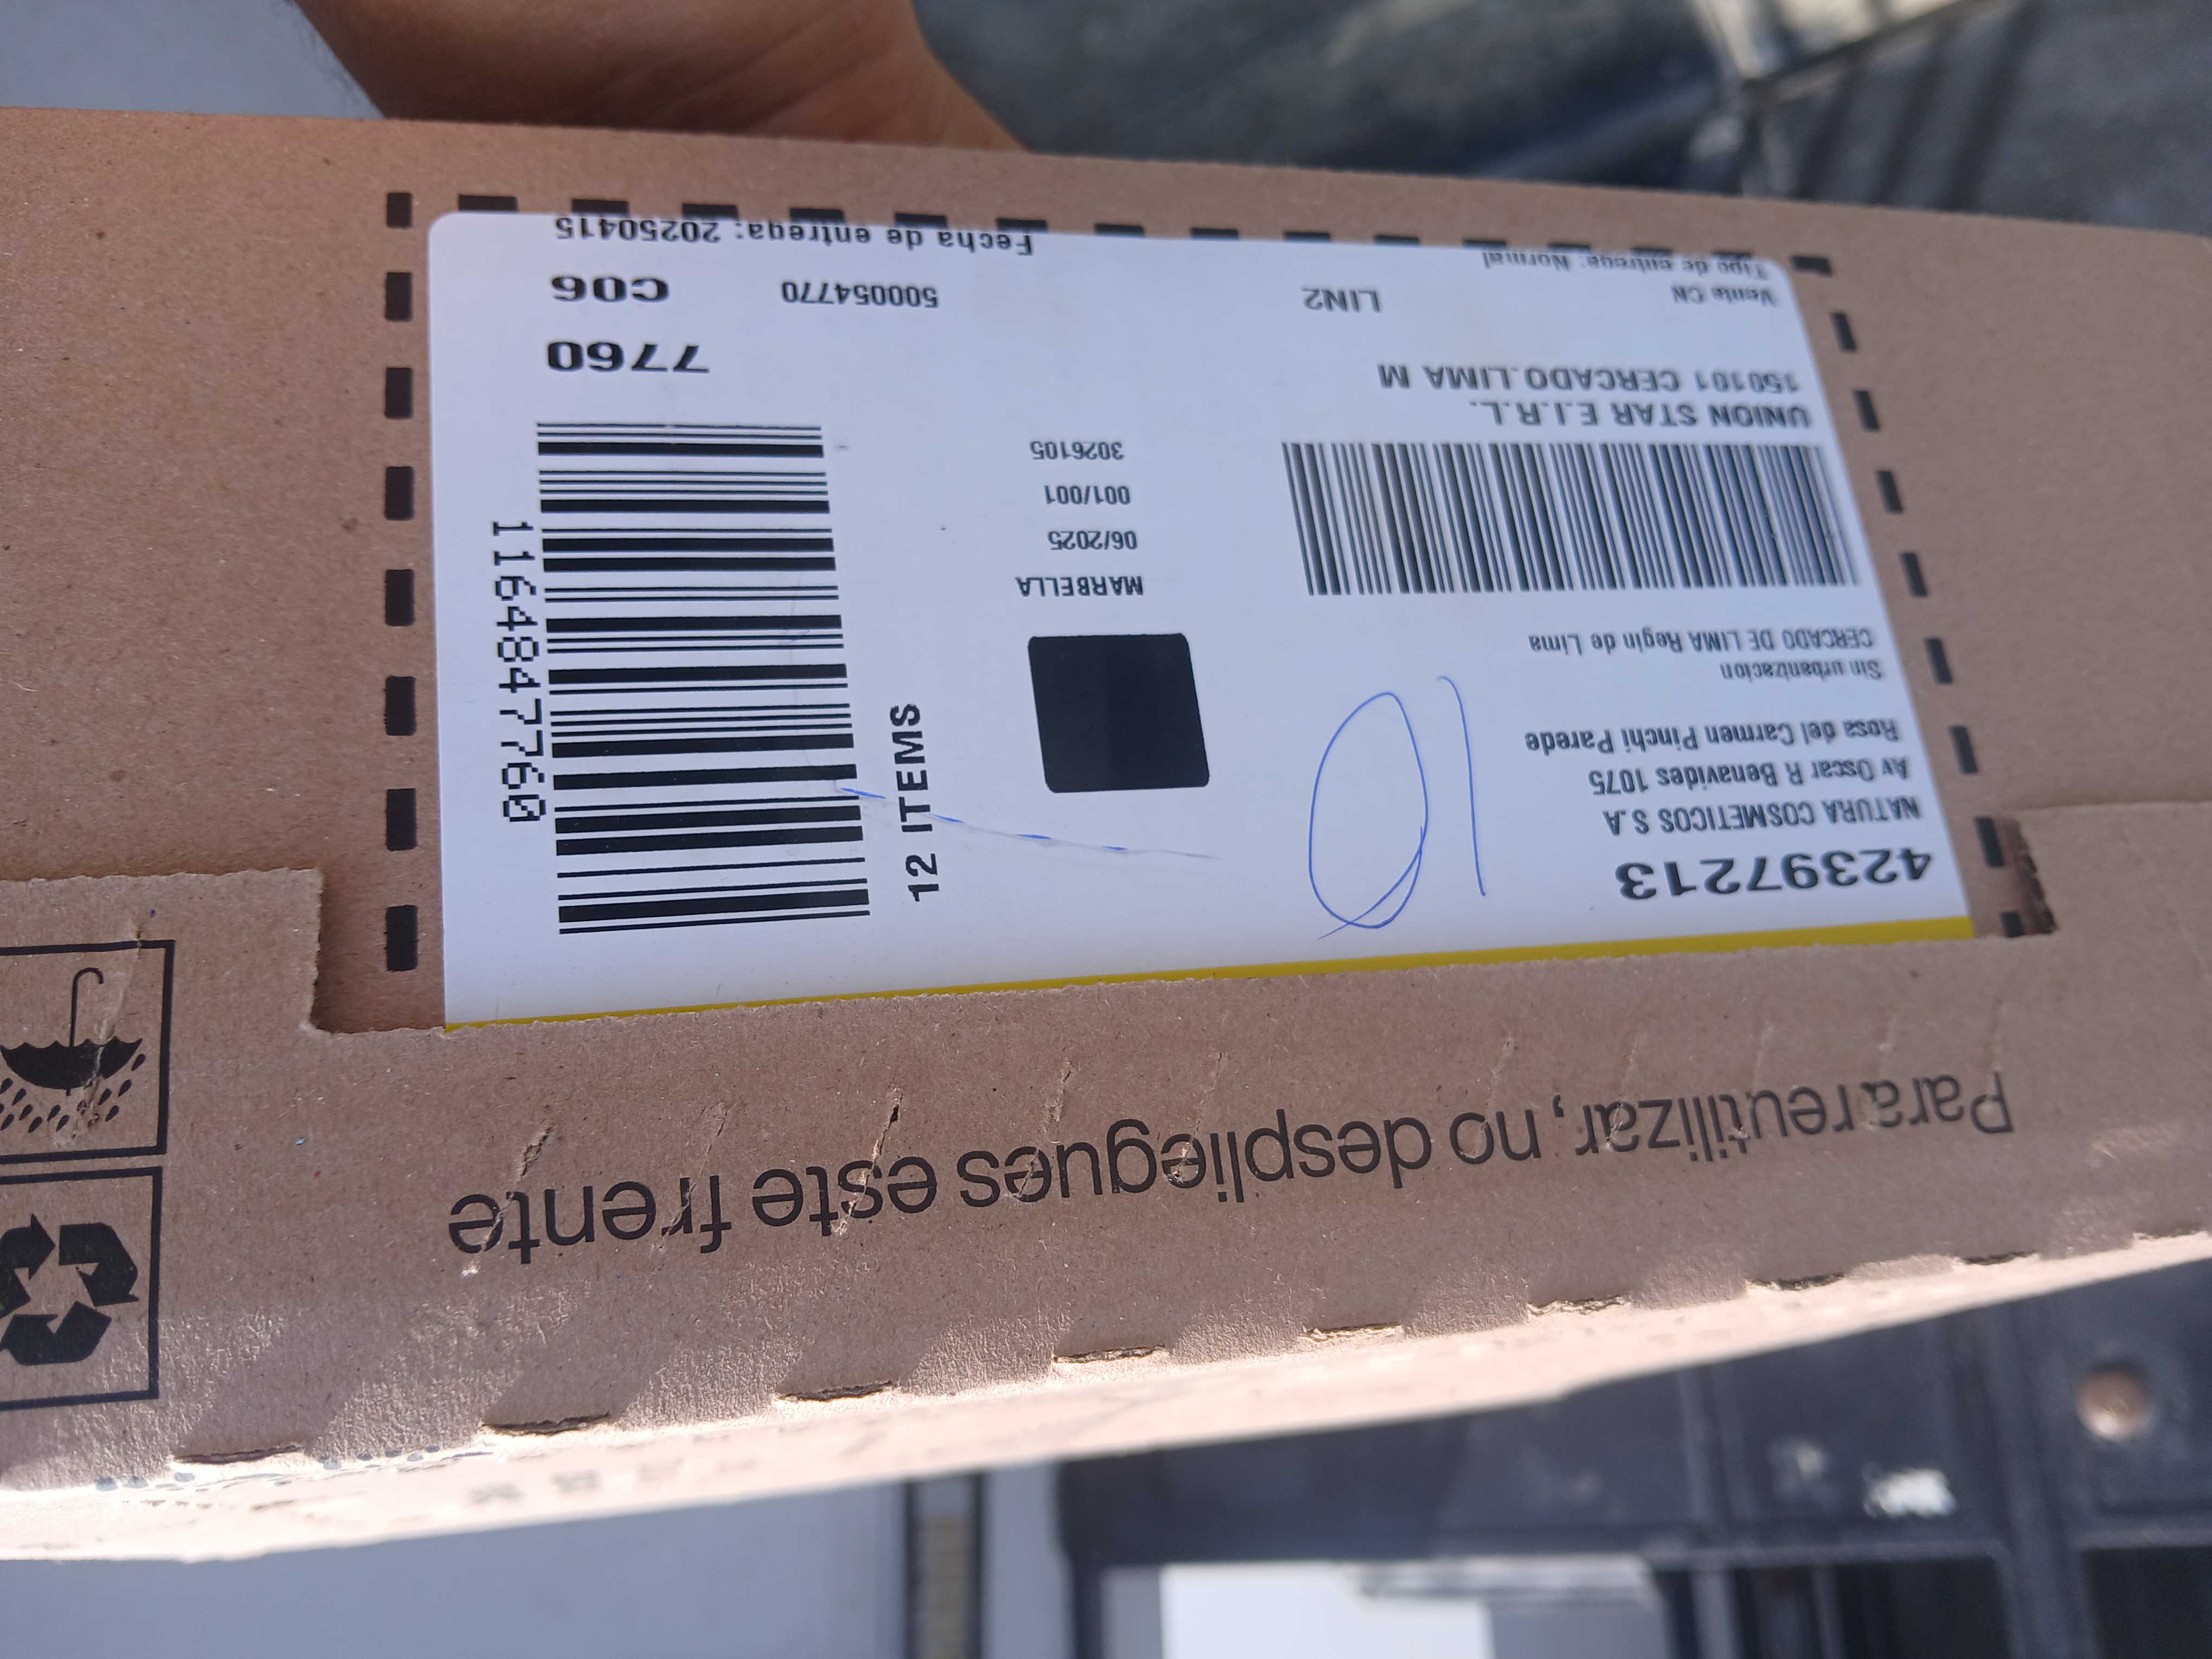 42397213
NATURA COSMETICOS S.A
Av Oscar R Benavides 1075
Rosa del Carmen Pinchi Parede
Sin urbanizacion
CERCADO DE LIMA Regin de Lima
UNION STAR E.I.R.L.
150101 CERCADO.LIMA M
Venta CN
LIN2
Tipo de entrega: Normal
01
MARBELLA
06/2025
001/001
3026105
12 ITEMS
11648477760
7760
500054770
C06
Fecha de entrega: 20250415
Para reutilizar, no despliegues este frente